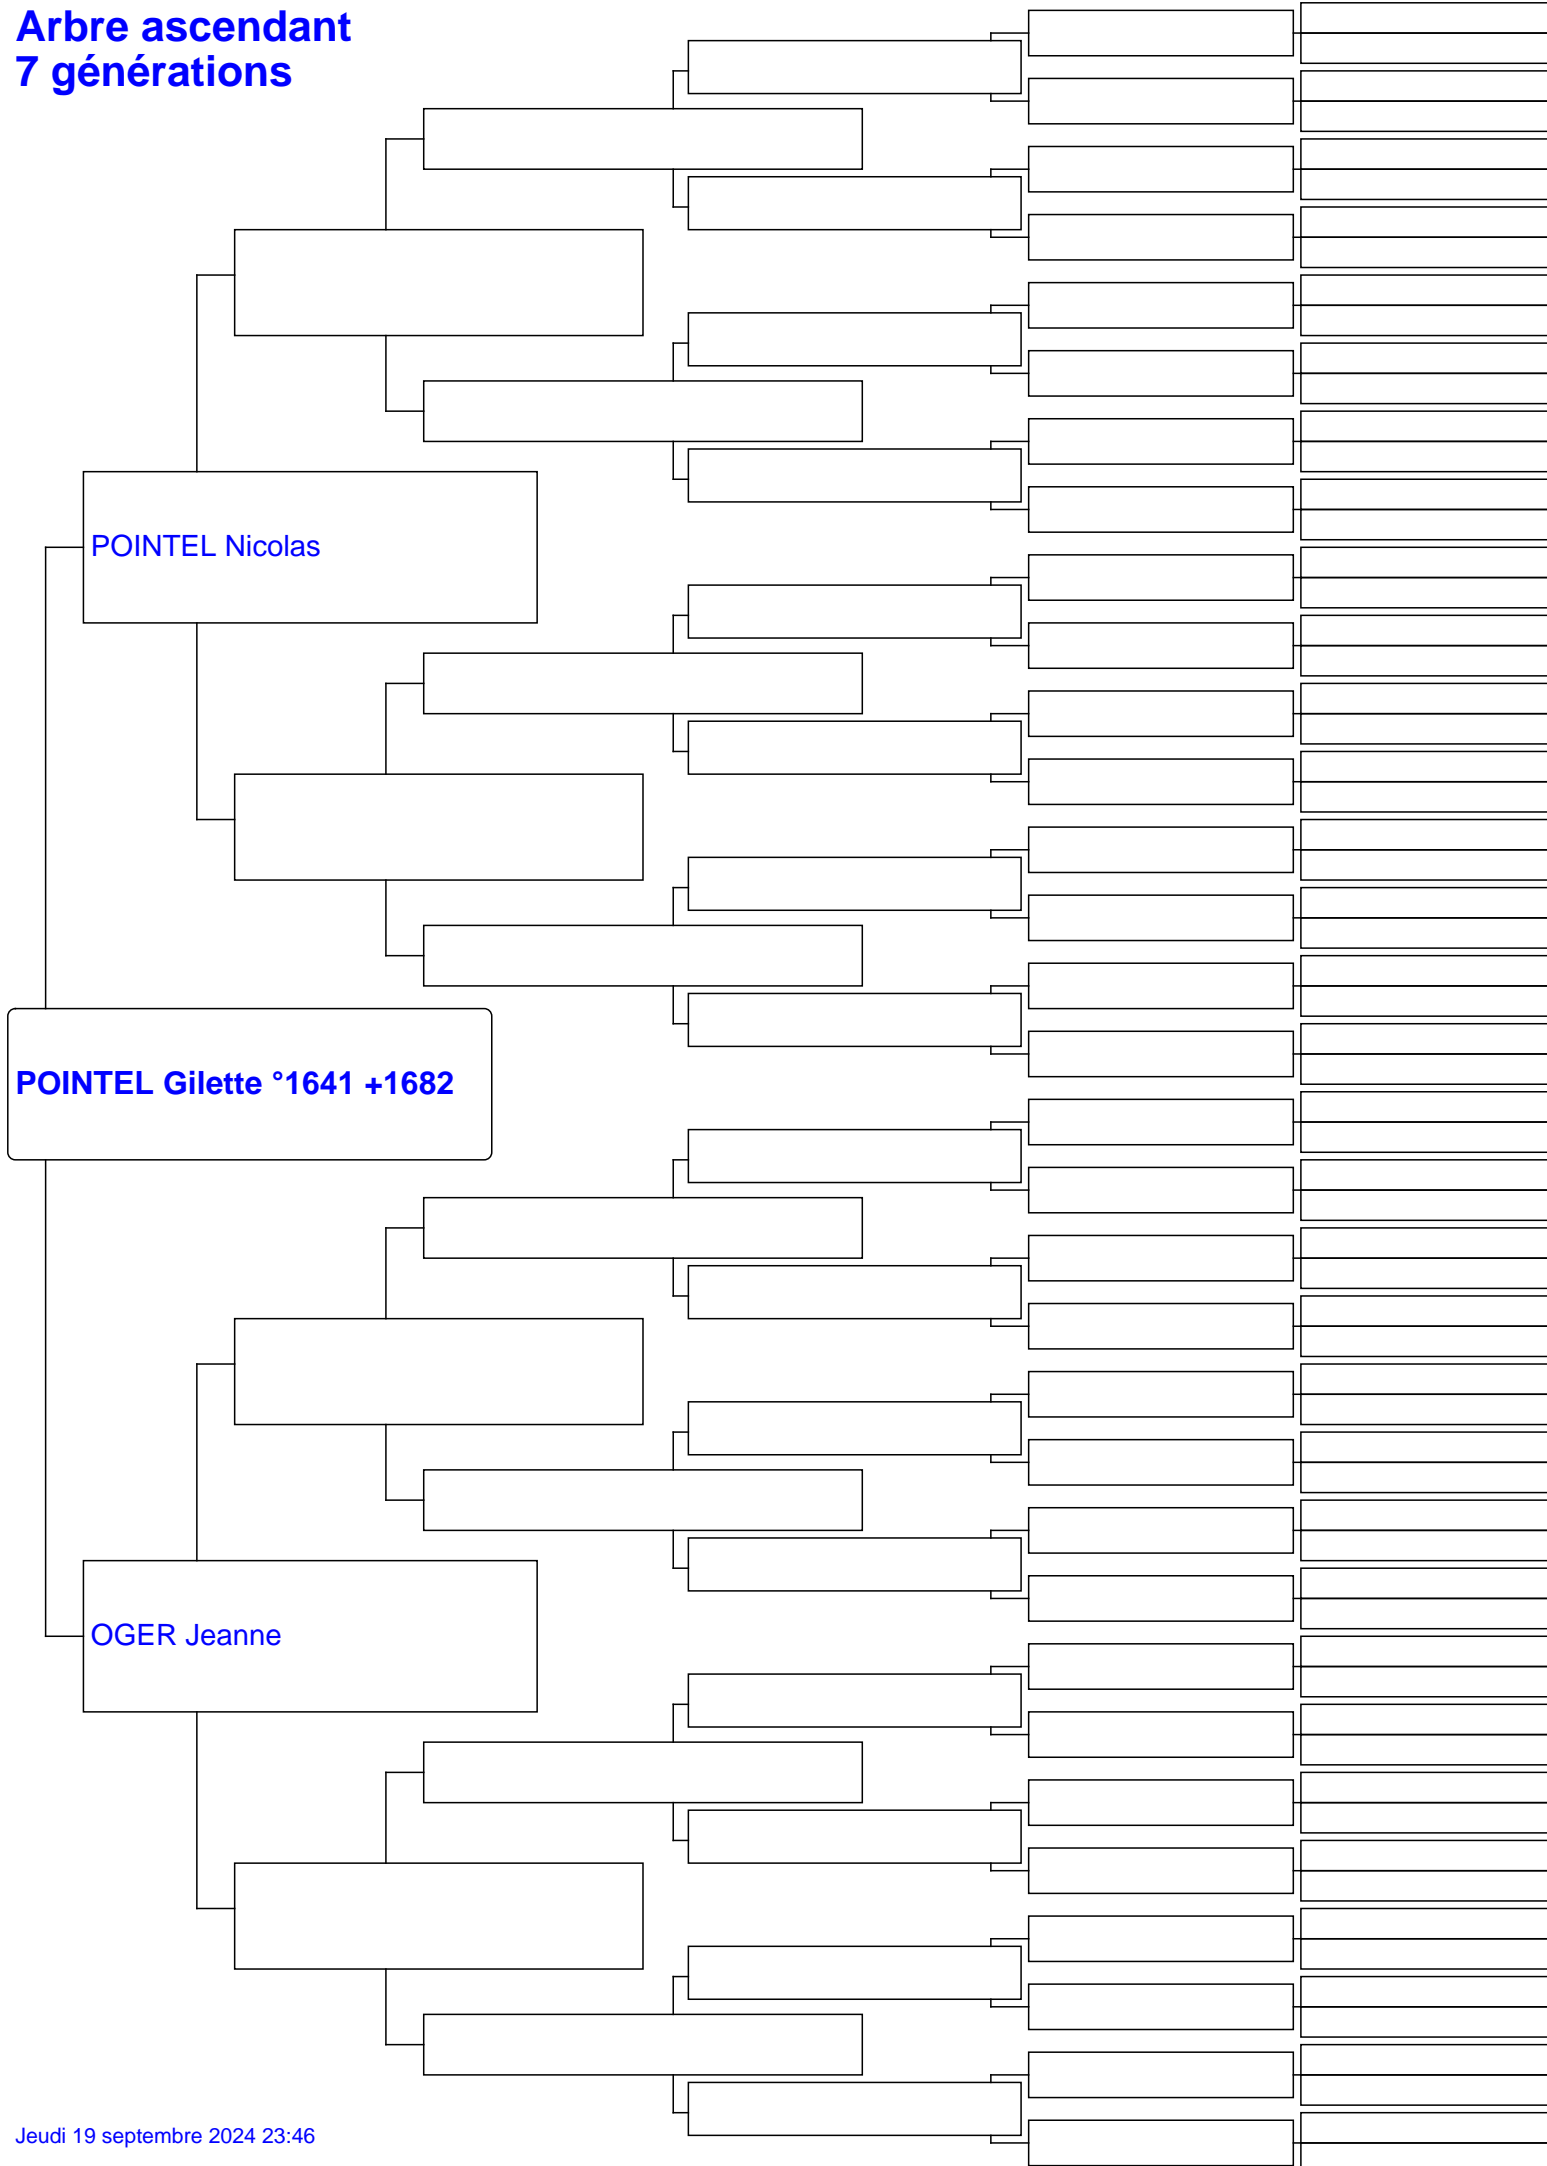 Arbre ascendant
7 générations
POINTEL Nicolas
POINTEL Gilette °1641 +1682
OGER Jeanne
Jeudi 19 septembre 2024 23:46